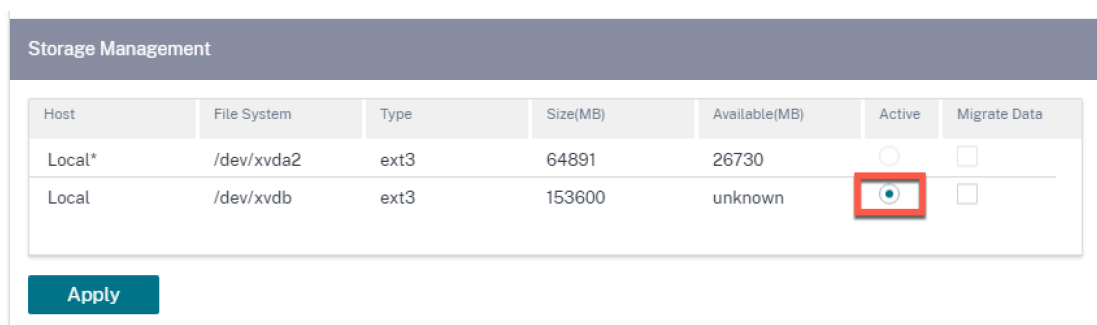 Storage Management
Host File System Type Size(MB) Available(MB) Active Migrate Data
Local* /dev/xvda2 ext3 64891 26730
Local /dev/xvdb ext3 153600 unknown
Apply